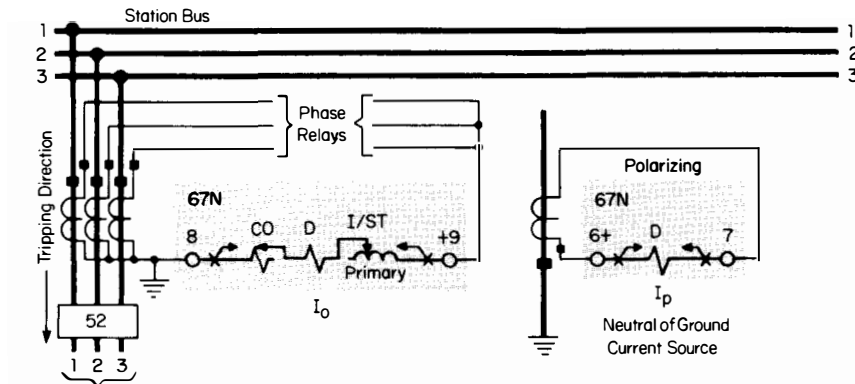 Station Bus
1
1
2
2
3
3
Phase
Relays
Tripping Direction
Polarizing
67N
67N
CO
D
I/ST
8
+9
Primary
6+
D
7
Io
Ip
Neutral of Ground
Current Source
52
1 2 3